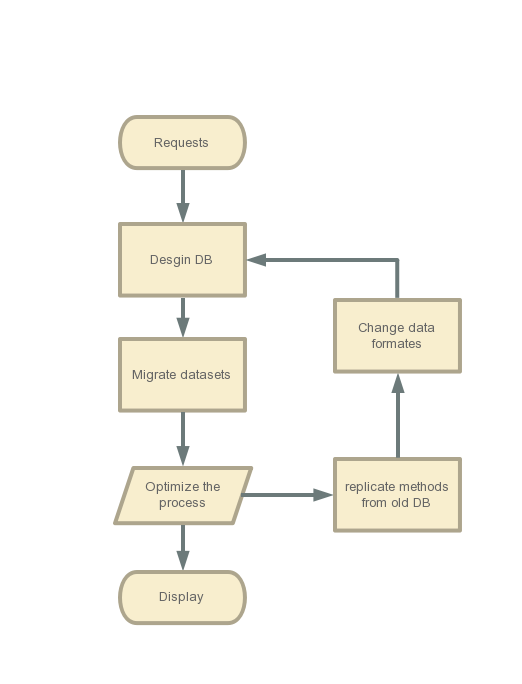 Requests
Desgin DB
Change data
formates
Migrate datasets
Optimize the
process
replicate methods
from old DB
Display